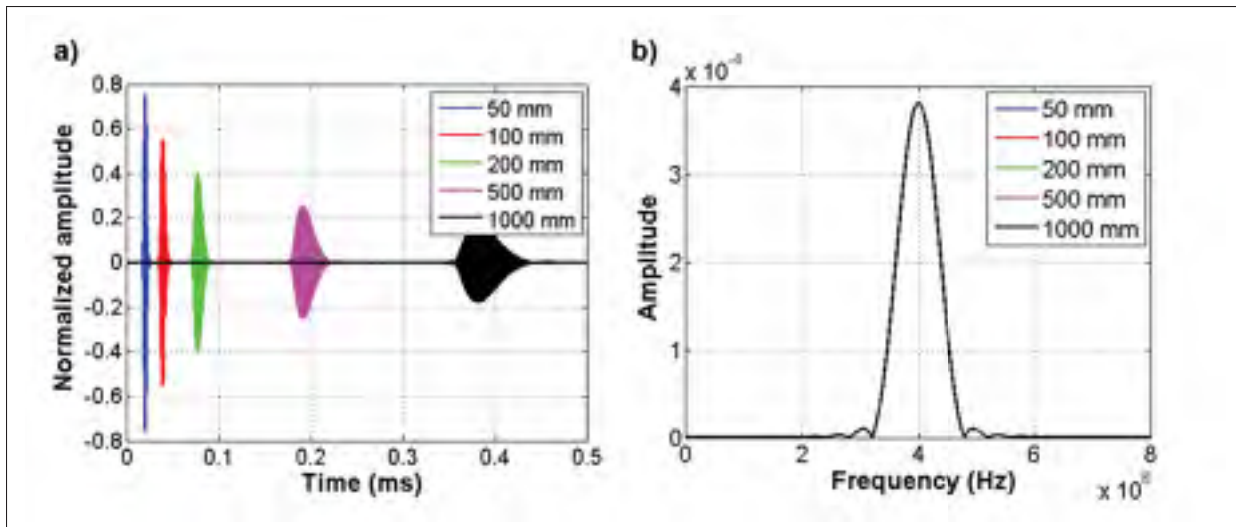 a)
Normalized amplitude
0.8
0.6
0.4
0.2
0
-0.2
-0.4
-0.6
-0.8
0
0.1
0.2
0.3
0.4
0.5
Time (ms)
50 mm
100 mm
200 mm
500 mm
1000 mm
b)
x 10
Amplitude
4
3
2
1
0
0
2
4
6
8
Frequency (Hz)
x 10
50 mm
100 mm
200 mm
500 mm
1000 mm